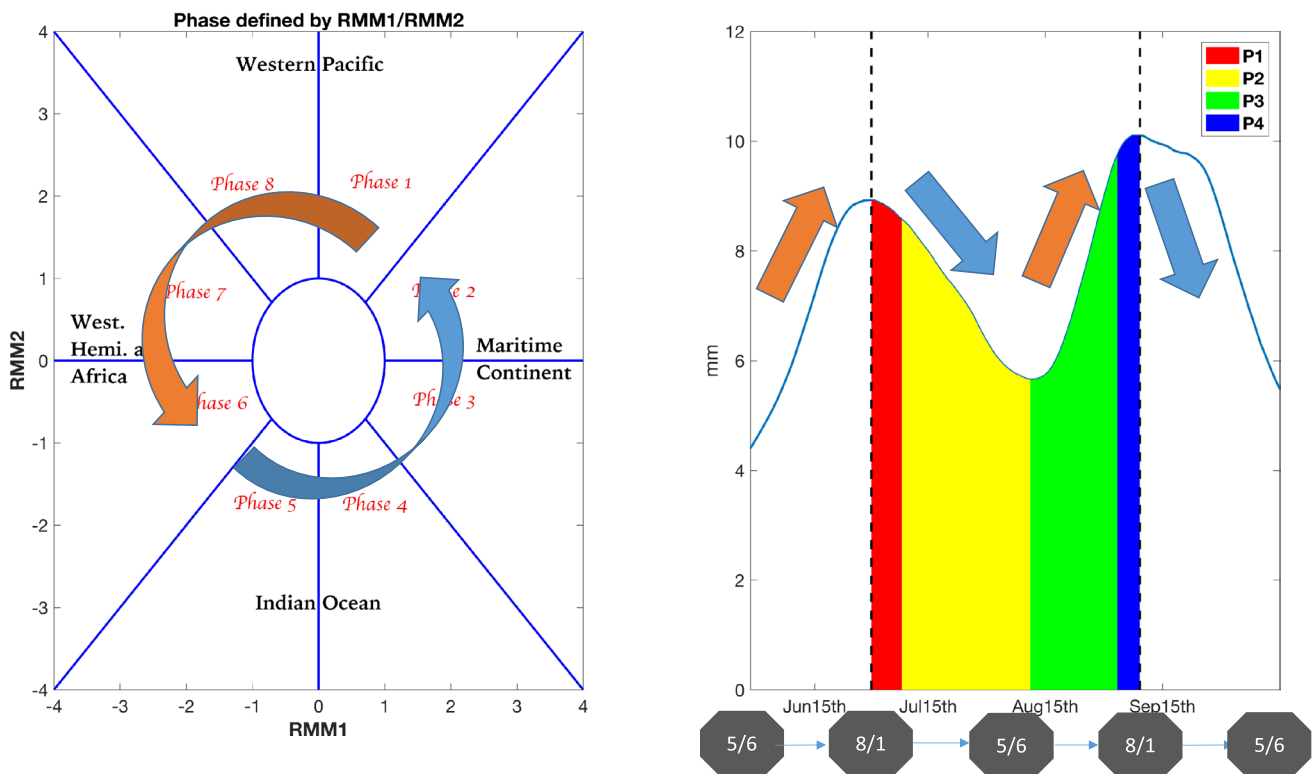 Phase defined by RMM1/RMM2
4
3
2
1
0
-1
-2
-3
-4
RMM2
Western Pacific
Phase 8
Phase 1
Phase 7
West.
Hemi. a
Africa
Maritime
Continent
Phase 5
Phase 4
Indian Ocean
-4
-3
-2
-1
0
1
2
3
4
RMM1
12
10
8
6
4
2
0
mm
P1
P2
P3
P4
Jun15th
Jul15th
Aug15th
Sep15th
5/6
8/1
5/6
8/1
5/6